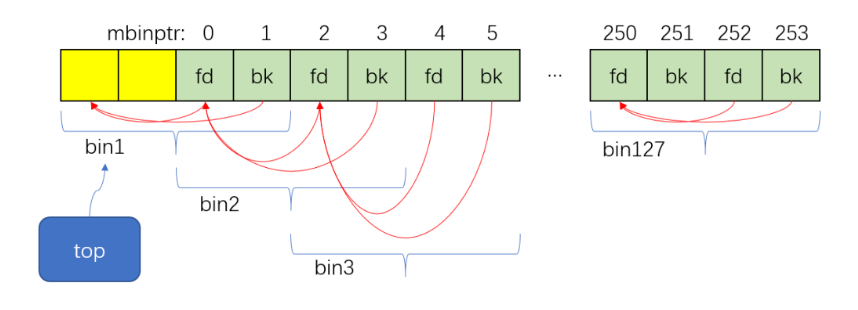 mbinptr: 0 1 2 3 4 5 250 251 252 253
fd bk fd bk fd bk ... fd bk fd bk
bin1
bin127
bin2
top
bin3